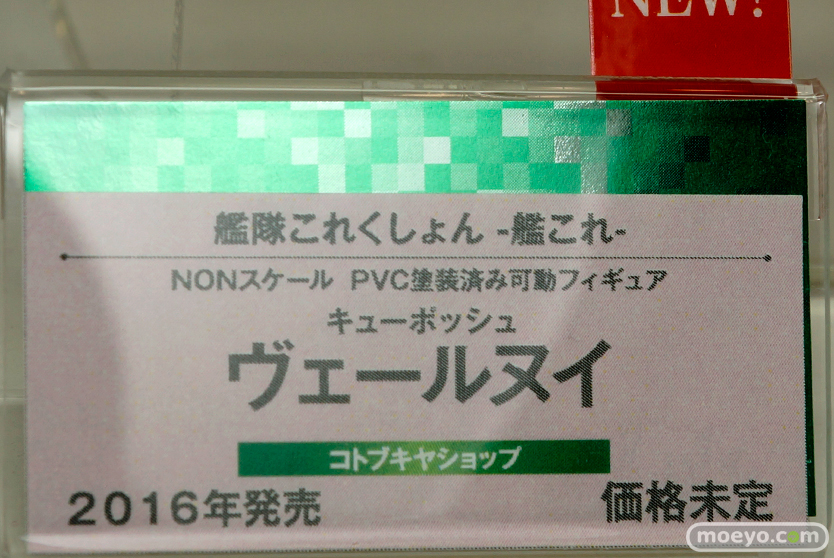 NEW!
艦隊これくしょん -艦これ-
NONスケール PVC塗装済み可動フィギュア
キューポッシュ
ヴェールヌイ
コトブキヤショップ
2016年発売 価格未定
moeyo.com